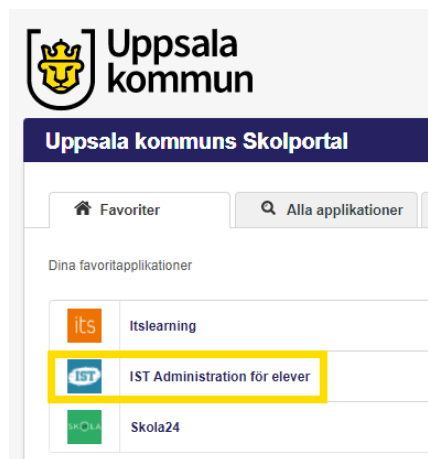 Uppsala
kommun
Uppsala kommuns Skolportal
Favoriter
Alla applikationer
Dina favoritapplikationer
its
Itslearning
IST
IST Administration för elever
SKOLA
Skola24